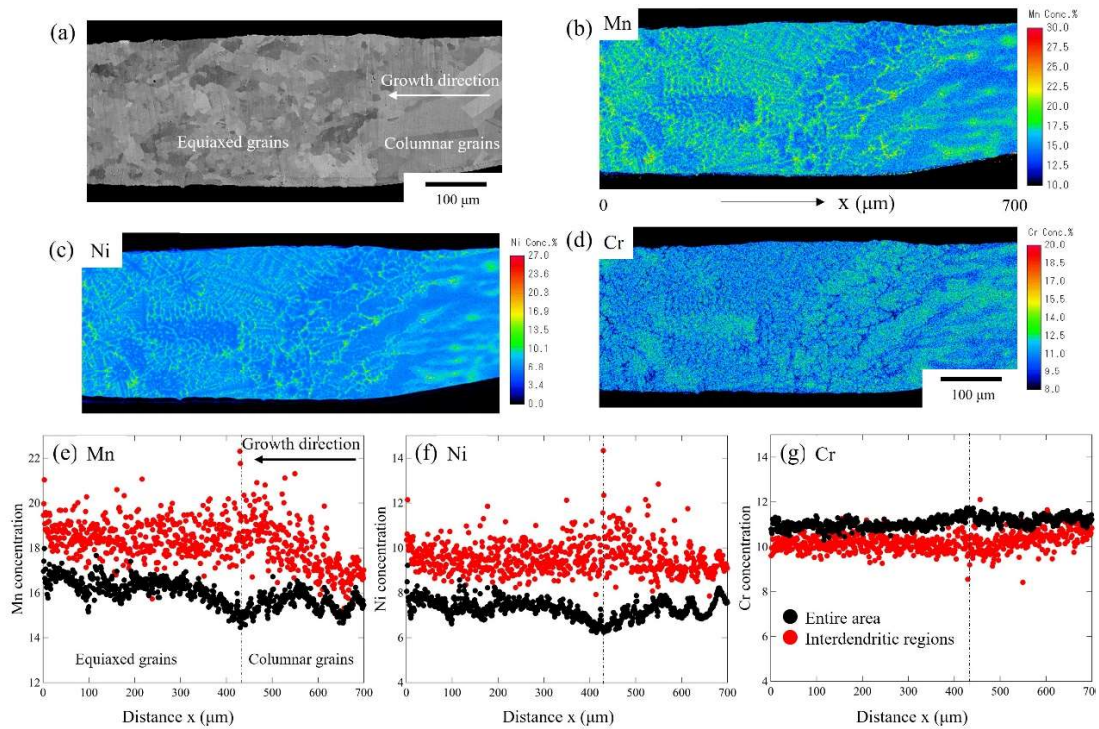 (a)
Growth direction
Equiaxed grains
Columnar grains
100 μm
(b) Mn
Mn Conc.%
30.0
27.5
25.0
22.5
20.0
17.5
15.0
12.5
10.0
0
x (μm)
700
(c) Ni
Ni Conc.%
27.0
23.6
20.3
16.9
13.5
10.1
6.8
3.4
0.0
(d) Cr
Cr Conc.%
20.0
18.5
17.0
15.5
14.0
12.5
11.0
9.5
8.0
100 μm
(e) Mn
Growth direction
Mn concentration
22
20
18
16
14
12
Equiaxed grains
Columnar grains
0 100 200 300 400 500 600 700
Distance x (μm)
(f) Ni
Ni concentration
16
14
12
10
8
6
4
0 100 200 300 400 500 600 700
Distance x (μm)
(g) Cr
Cr concentration
16
14
12
10
8
6
4
Entire area
Interdendritic regions
0 100 200 300 400 500 600 700
Distance x (μm)